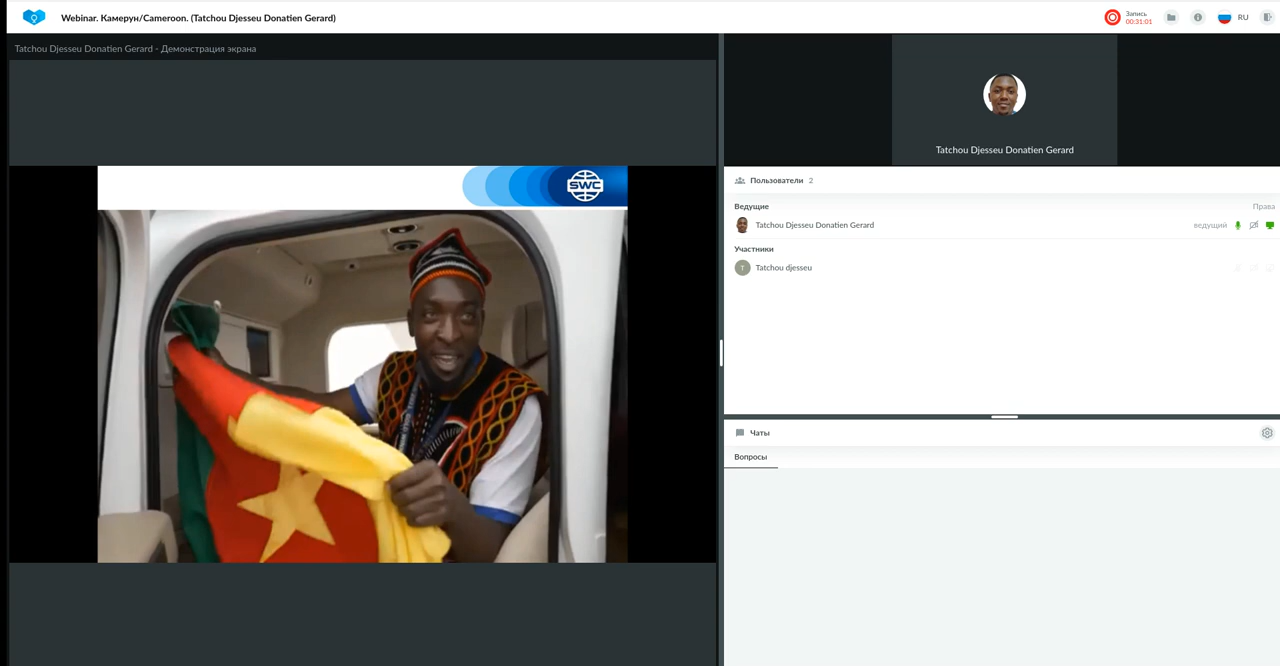 Webinar. Камерун/Cameroon. (Tatchou Djesseu Donatien Gerard)
Запись
00:31:01
RU
Tatchou Djesseu Donatien Gerard - Демонстрация экрана
SWC
Tatchou Djesseu Donatien Gerard
Пользователи 2
Ведущие Права
Tatchou Djesseu Donatien Gerard ведущий
Участники
T Tatchou djesseu
Чаты
Вопросы